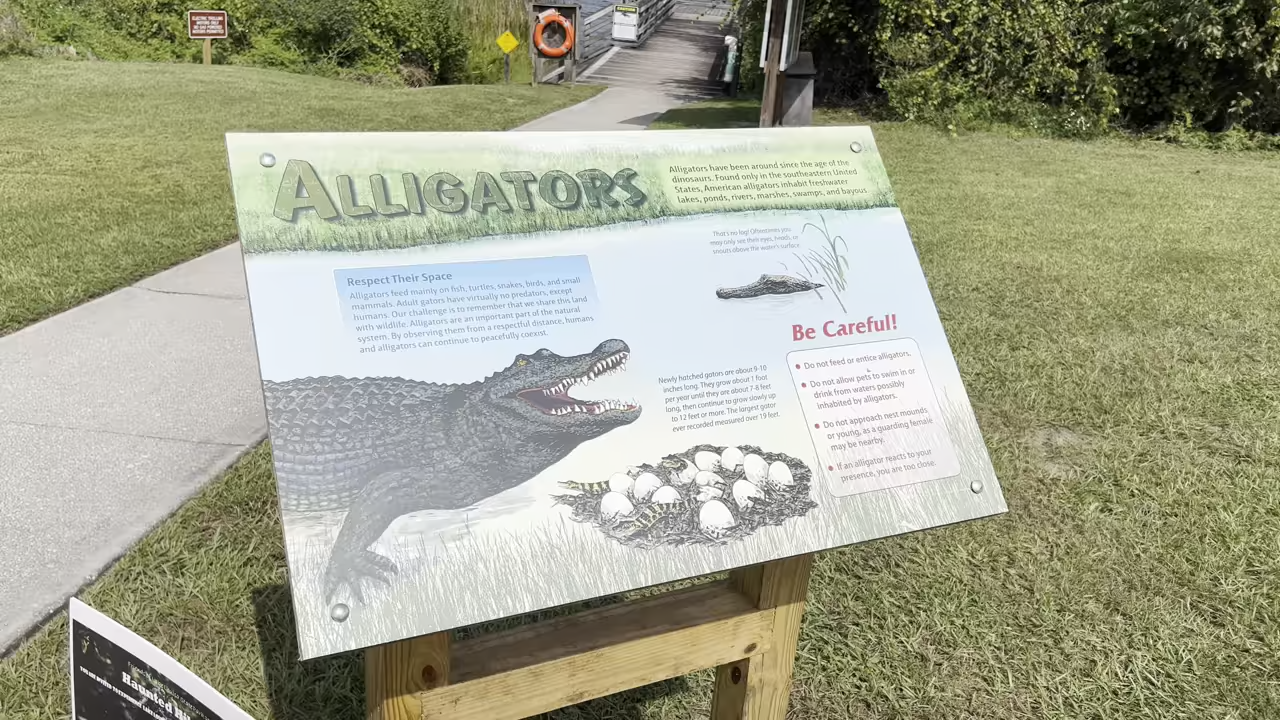 ELECTRIC TROLLING
MOTORS ONLY
NO GAS POWERED
MOTORS PERMITTED
ALLIGATORS
Alligators have been around since the age of the
dinosaurs. Found only in the southeastern United
States, American alligators inhabit freshwater
lakes, ponds, rivers, marshes, swamps, and bayous
That's no log! Oftentimes you
may only see their eyes, heads, or
snouts above the water's surface.
Respect Their Space
Alligators feed mainly on fish, turtles, snakes, birds, and small
mammals. Adult gators have virtually no predators, except
humans. Our challenge is to remember that we share this land
with wildlife. Alligators are an important part of the natural
system. By observing them from a respectful distance, humans
and alligators can continue to peacefully coexist.
Newly hatched gators are about 9-10
inches long. They grow about 1 foot
per year until they are about 7-8 feet
long, then continue to grow slowly up
to 12 feet or more. The largest gator
ever recorded measured over 19 feet.
Be Careful!
• Do not feed or entice alligators.
• Do not allow pets to swim in or
drink from waters possibly
inhabited by alligators.
• Do not approach nest mounds
or young, as a guarding female
may be nearby.
• If an alligator reacts to your
presence, you are too close.
Haunted